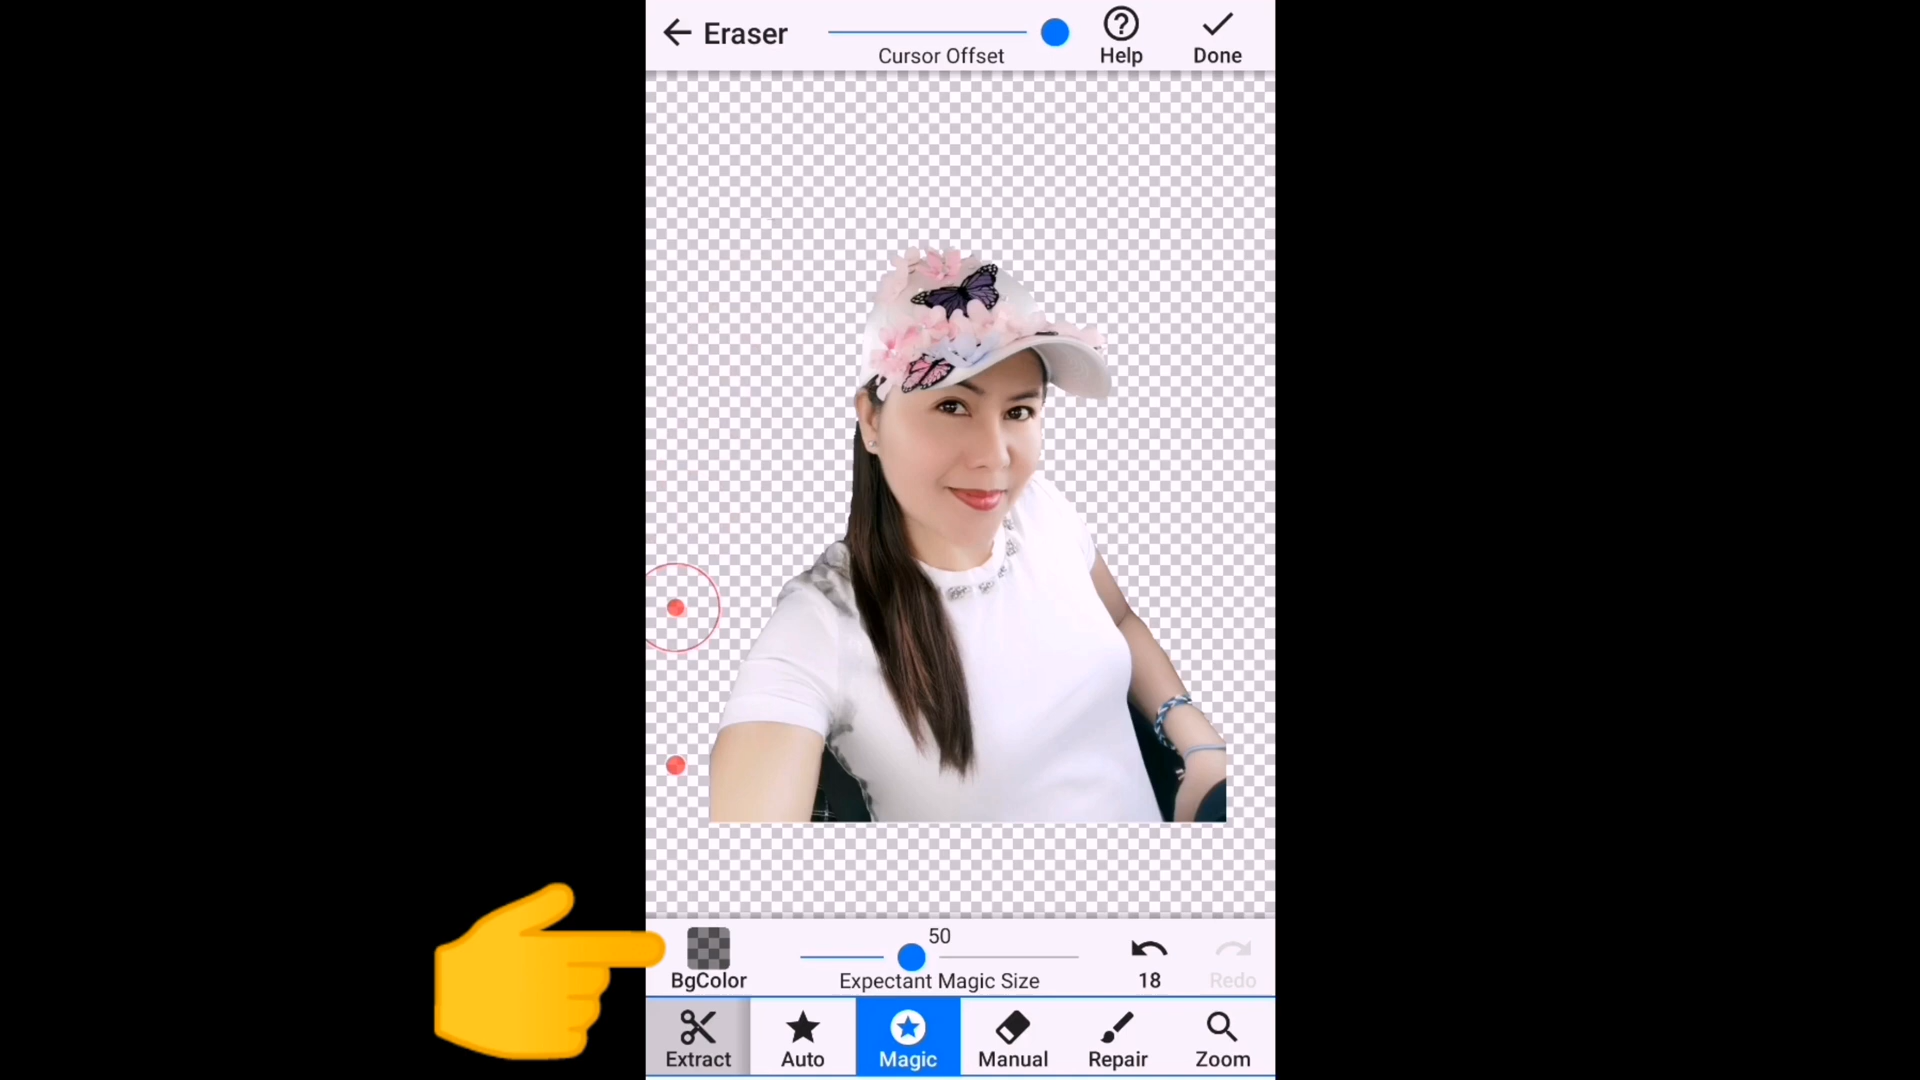 Eraser
Cursor Offset
Help
Done
50
BgColor
Expectant Magic Size
18
Redo
Extract
Auto
Magic
Manual
Repair
Zoom